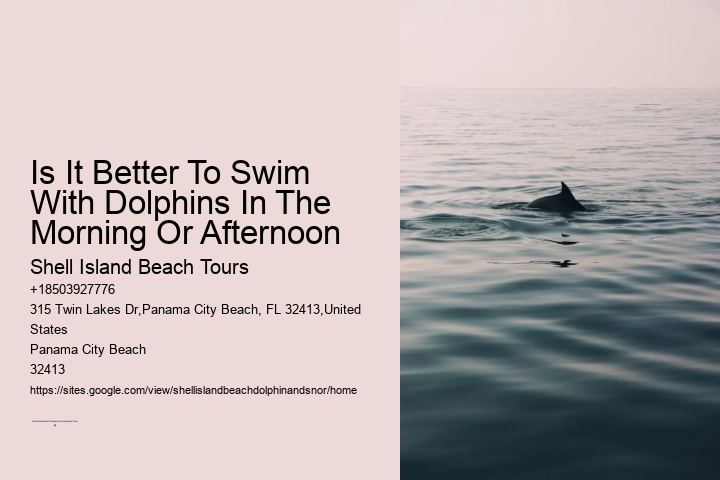 Is It Better To Swim
With Dolphins In The
Morning Or Afternoon
Shell Island Beach Tours
+18503927776
315 Twin Lakes Dr,Panama City Beach, FL 32413,United
States
Panama City Beach
32413
https://sites.google.com/view/shellislandbeachdolphinandsnor/home